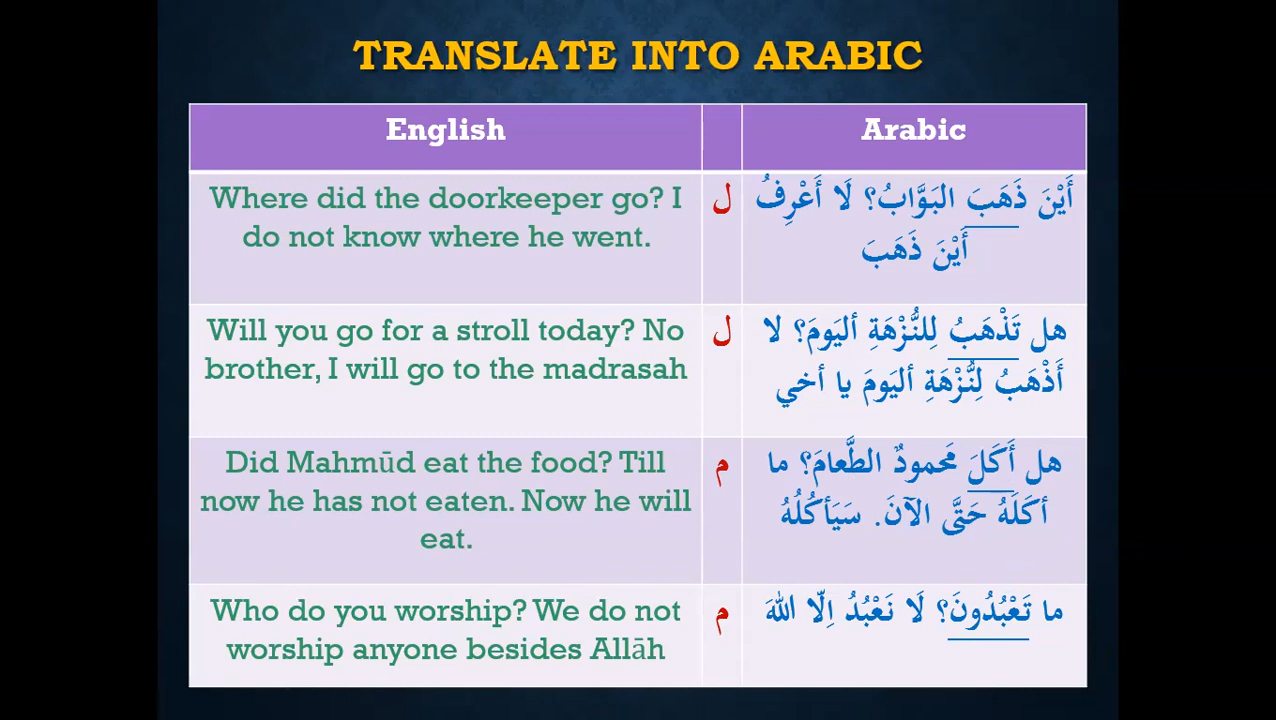 TRANSLATE INTO ARABIC
English
Arabic
Where did the doorkeeper go? I
do not know where he went.
ل
أَيْنَ ذَهَبَ البَوَّابُ؟ لَا أَعْرِفُ
أَيْنَ ذَهَبَ
Will you go for a stroll today? No
brother, I will go to the madrasah
ل
هل تَذْهَبُ لِلنُّزْهَةِ أليَومَ؟ لا
أَذْهَبُ لِنُّزْهَةِ أليَومَ يا أخي
Did Mahmūd eat the food? Till
now he has not eaten. Now he will
eat.
م
هل أَكَلَ مَحمودٌ الطَّعامَ؟ ما
أكَلَهُ حَتَّى الآنَ. سَيَأكُلُهُ
Who do you worship? We do not
worship anyone besides Allāh
م
ما تَعْبُدُونَ؟ لَا نَعْبُدُ اِلّا اللهَ